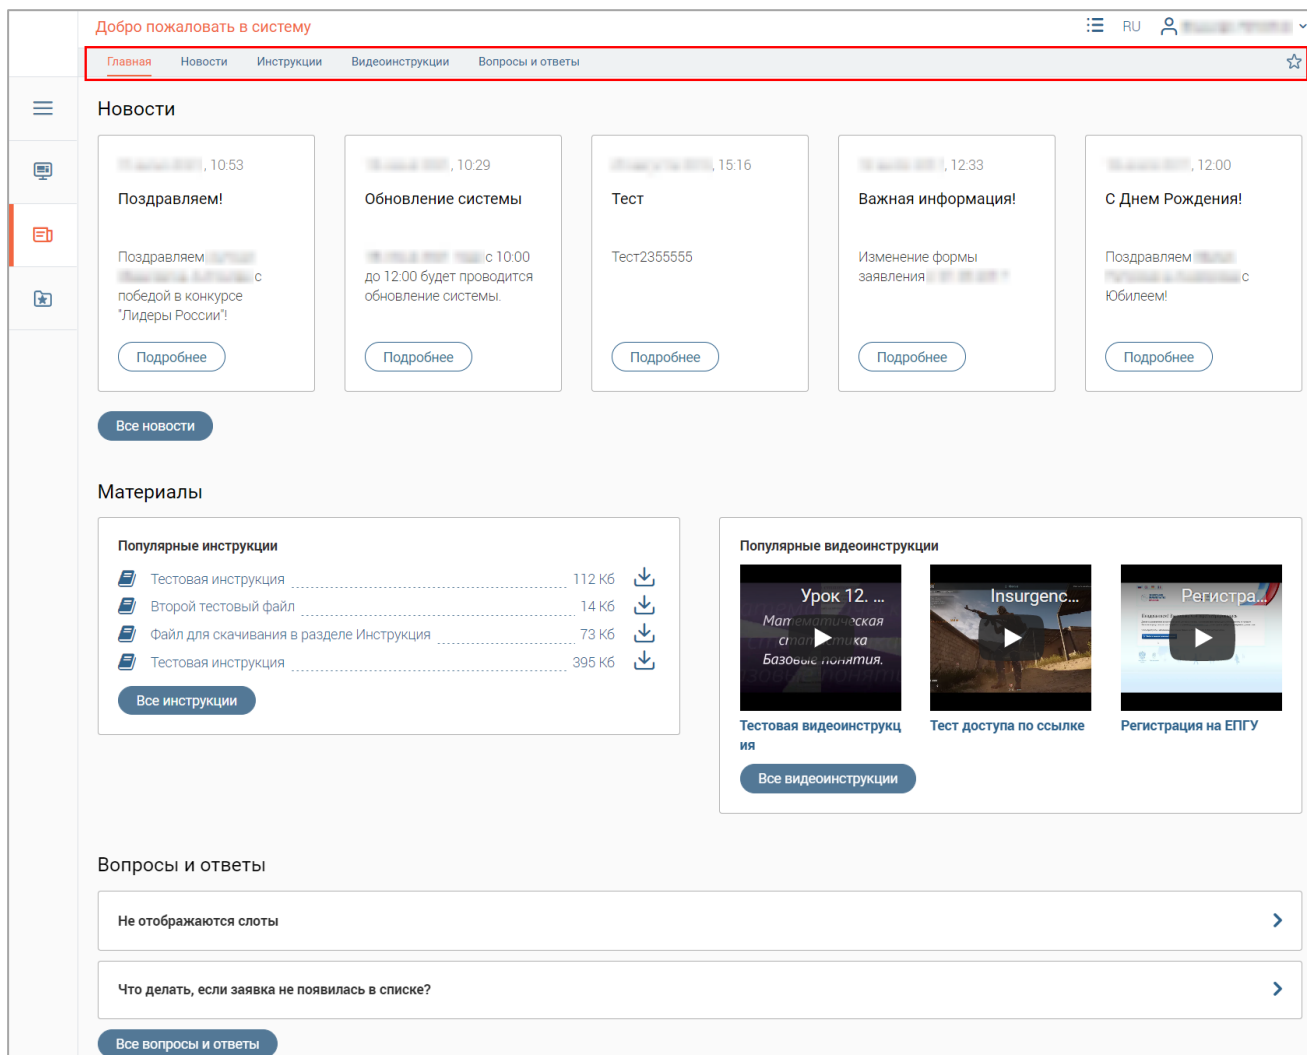 Добро пожаловать в систему
RU
Главная Новости Инструкции Видеоинструкции Вопросы и ответы
Новости
, 10:53
Поздравляем!
Поздравляем
с
победой в конкурсе
"Лидеры России"!
Подробнее
, 10:29
Обновление системы
с 10:00
до 12:00 будет проводится
обновление системы.
Подробнее
, 15:16
Тест
Тест2355555
Подробнее
, 12:33
Важная информация!
Изменение формы
заявления
Подробнее
, 12:00
С Днем Рождения!
Поздравляем
с
Юбилеем!
Подробнее
Все новости
Материалы
Популярные инструкции
Тестовая инструкция 112 Кб
Второй тестовый файл 14 Кб
Файл для скачивания в разделе Инструкция 73 Кб
Тестовая инструкция 395 Кб
Все инструкции
Популярные видеоинструкции
Урок 12. ...
Математическая
статистика
Базовые понятия.
Тестовая видеоинструкц
ия
Insurgenc...
Тест доступа по ссылке
Регистра...
Регистрация на ЕПГУ
Все видеоинструкции
Вопросы и ответы
Не отображаются слоты
Что делать, если заявка не появилась в списке?
Все вопросы и ответы